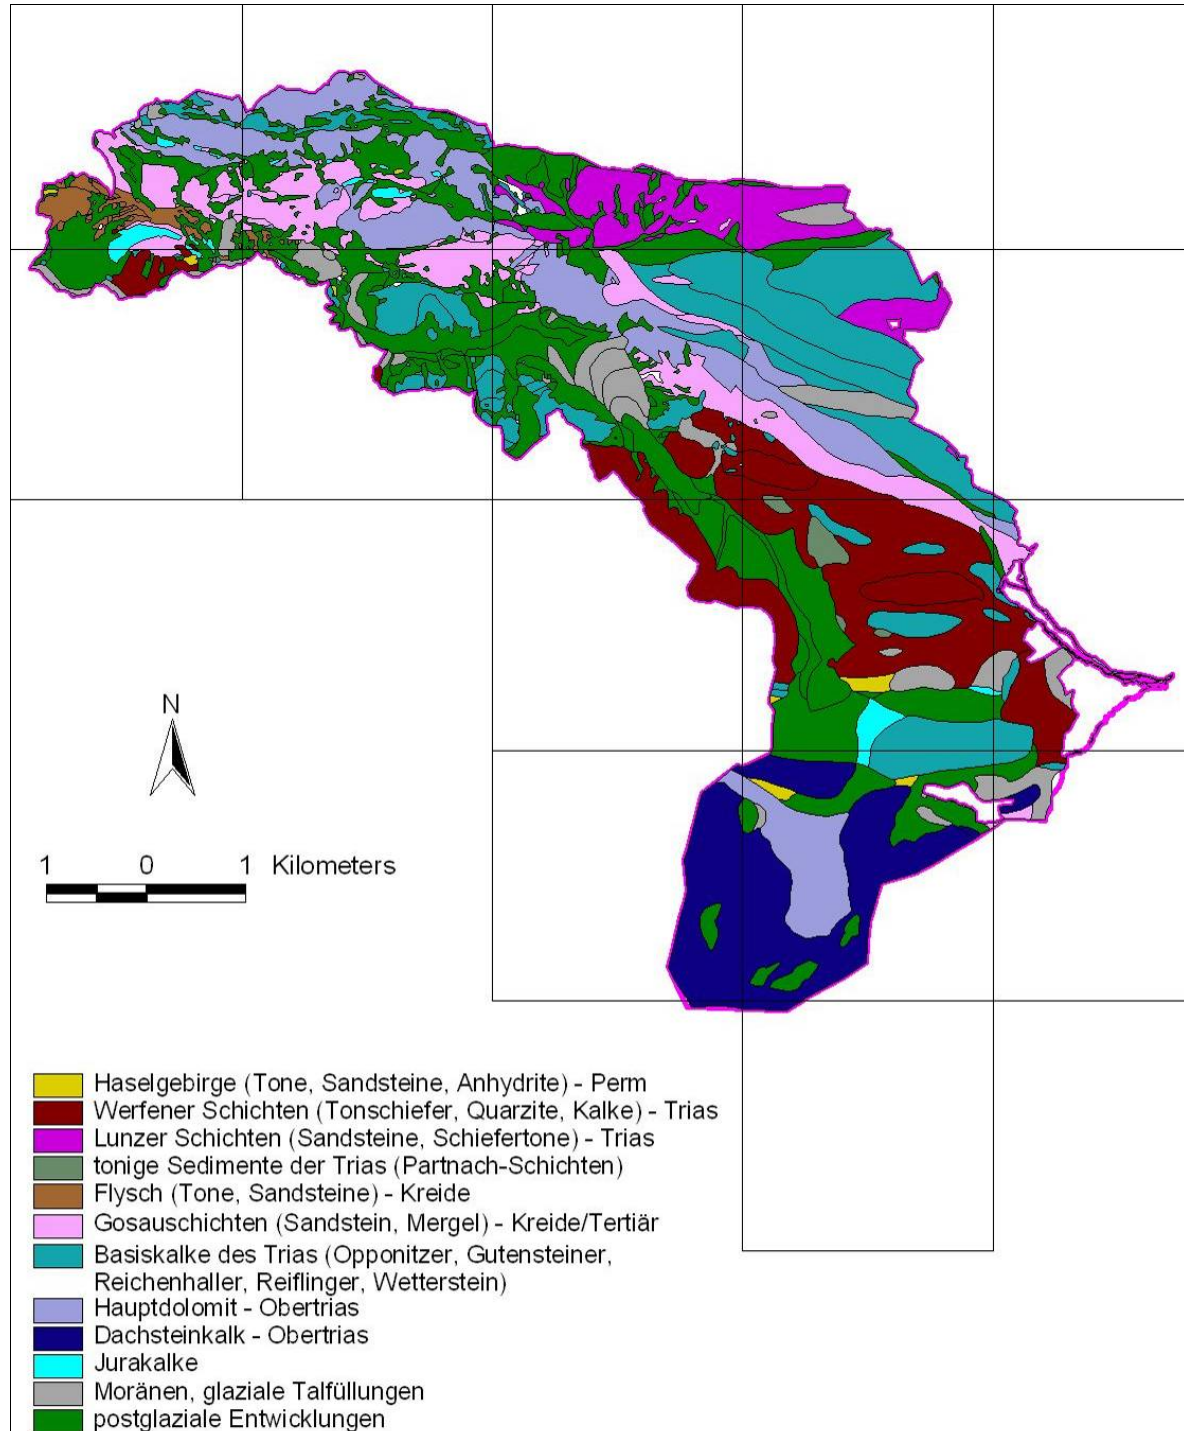 N
1 0 1 Kilometers
Haselgebirge (Tone, Sandsteine, Anhydrite) - Perm
Werfener Schichten (Tonschiefer, Quarzite, Kalke) - Trias
Lunzer Schichten (Sandsteine, Schiefertone) - Trias
tonige Sedimente der Trias (Partnach-Schichten)
Flysch (Tone, Sandsteine) - Kreide
Gosauschichten (Sandstein, Mergel) - Kreide/Tertiär
Basiskalke des Trias (Opponitzer, Gutensteiner,
Reichenhaller, Reiflinger, Wetterstein)
Hauptdolomit - Obertrias
Dachsteinkalk - Obertrias
Jurakalke
Moränen, glaziale Talfüllungen
postglaziale Entwicklungen